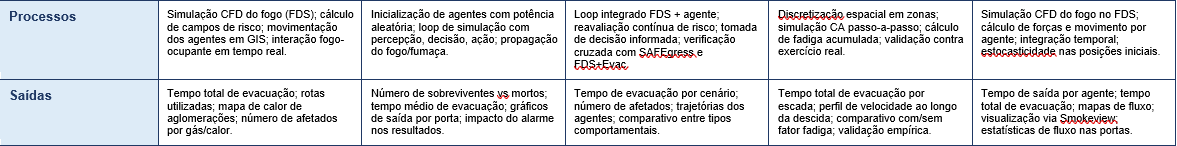 Processos
Simulação CFD do fogo (FDS); cálculo
de campos de risco; movimentação
dos agentes em GIS; interação fogo-
ocupante em tempo real.
Inicialização de agentes com potência
aleatória; loop de simulação com
percepção, decisão, ação; propagação
do fogo/fumaça.
Loop integrado FDS + agente;
reavaliação contínua de risco; tomada
de decisão informada; verificação
cruzada com SAFEgress e
FDS+Evac.
Discretização espacial em zonas;
simulação CA passo-a-passo; cálculo
de fadiga acumulada; validação contra
exercício real.
Simulação CFD do fogo no FDS;
cálculo de forças e movimento por
agente; integração temporal;
estocasticidade nas posições iniciais.
Saídas
Tempo total de evacuação; rotas
utilizadas; mapa de calor de
aglomerações; número de afetados
por gás/calor.
Número de sobreviventes vs mortos;
tempo médio de evacuação; gráficos
de saída por porta; impacto do alarme
nos resultados.
Tempo de evacuação por cenário;
número de afetados; trajetórias dos
agentes; comparativo entre tipos
comportamentais.
Tempo total de evacuação por
escada; perfil de velocidade ao longo
da descida; comparativo com/sem
fator fadiga; validação empírica.
Tempo de saída por agente; tempo
total de evacuação; mapas de fluxo;
visualização via Smokeview;
estatísticas de fluxo nas portas.